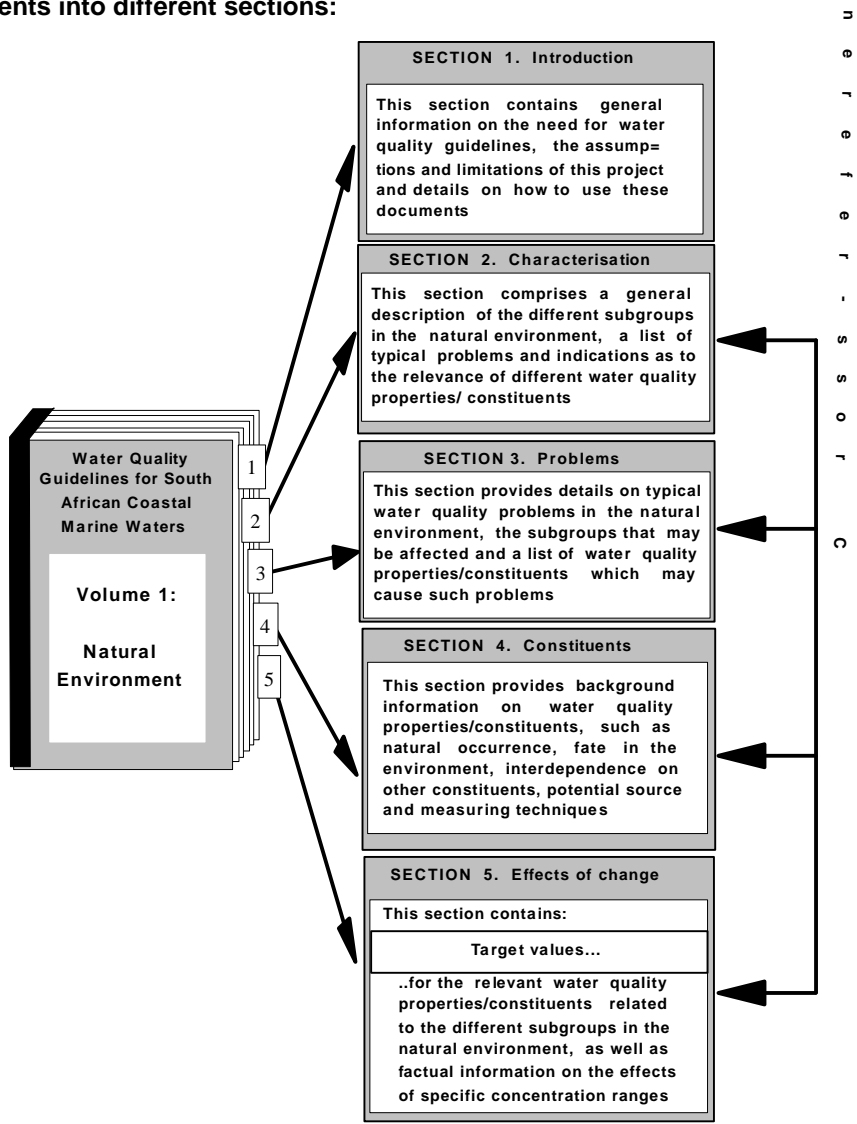 ents into different sections:
SECTION 1. Introduction
This section contains general
information on the need for water
quality guidelines, the assump=
tions and limitations of this project
and details on how to use these
documents
SECTION 2. Characterisation
This section comprises a general
description of the different subgroups
in the natural environment, a list of
typical problems and indications as to
the relevance of different water quality
properties/ constituents
Water Quality
Guidelines for South
African Coastal
Marine Waters
Volume 1:
Natural
Environment
1
2
3
4
5
SECTION 3. Problems
This section provides details on typical
water quality problems in the natural
environment, the subgroups that may
be affected and a list of water quality
properties/constituents which may
cause such problems
SECTION 4. Constituents
This section provides background
information on water quality
properties/constituents, such as
natural occurrence, fate in the
environment, interdependence on
other constituents, potential source
and measuring techniques
SECTION 5. Effects of change
This section contains:
Target values...
..for the relevant water quality
properties/constituents related
to the different subgroups in the
natural environment, as well as
factual information on the effects
of specific concentration ranges
C r o s s - r e f e r e n